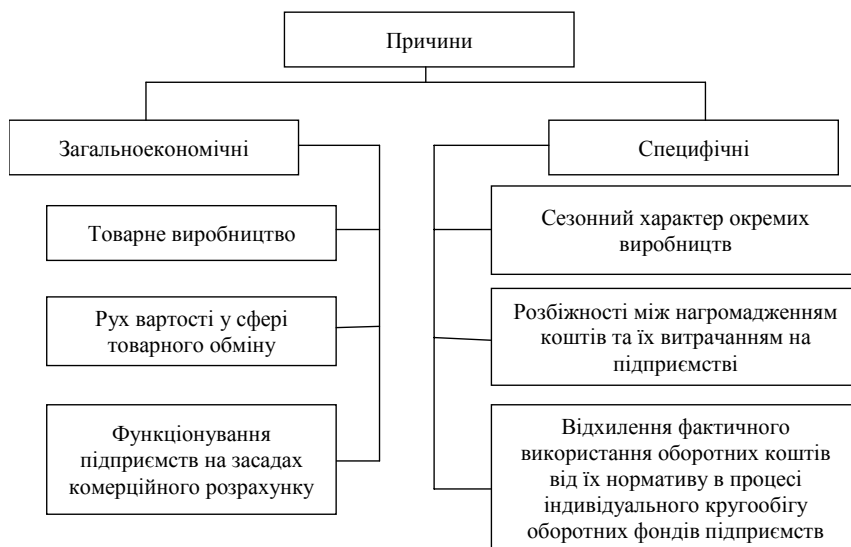 Причини
Загальноекономічні
Товарне виробництво
Рух вартості у сфері
товарного обміну
Функціонування
підприємств на засадах
комерційного розрахунку
Специфічні
Сезонний характер окремих
виробництв
Розбіжності між нагромадженням
коштів та їх витрачанням на
підприємстві
Відхилення фактичного
використання оборотних коштів
від їх нормативу в процесі
індивідуального кругообігу
оборотних фондів підприємств